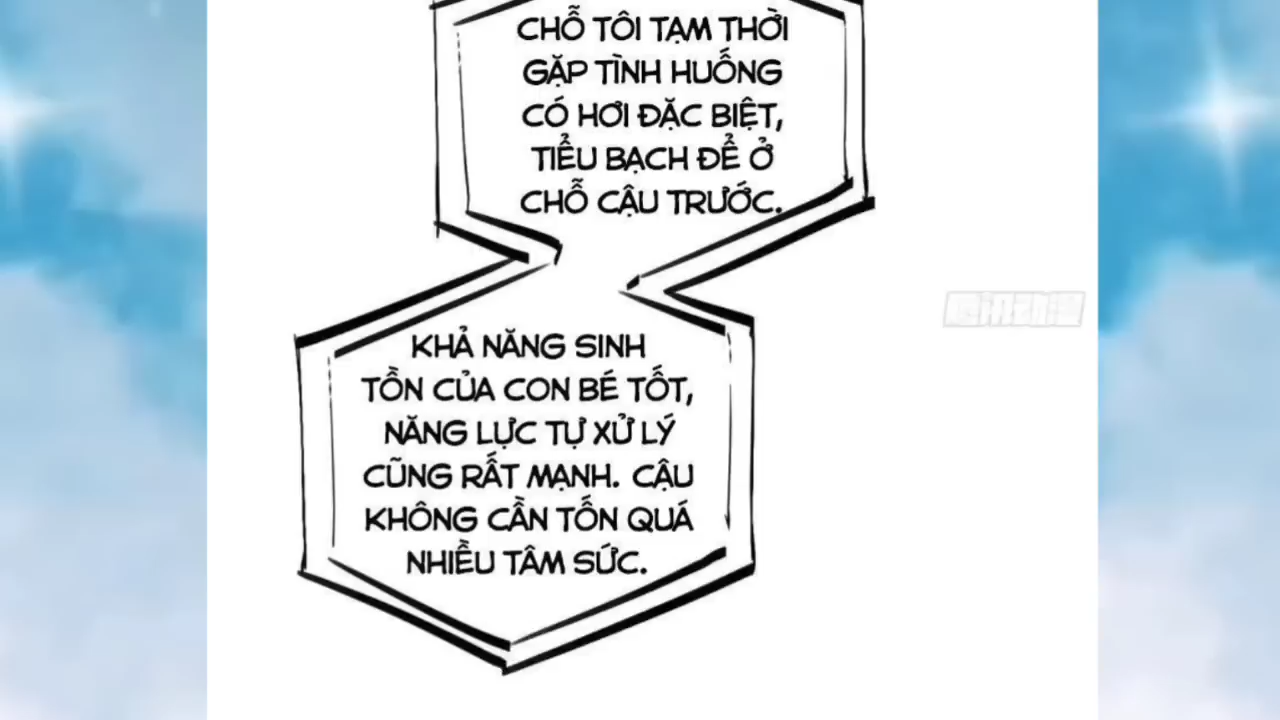 CHỖ TÔI TẠM THỜI
GẶP TÌNH HUỐNG
CÓ HƠI ĐẶC BIỆT,
TIỂU BẠCH ĐỂ Ở
CHỖ CẬU TRƯỚC.
KHẢ NĂNG SINH
TỒN CỦA CON BÉ TỐT,
NĂNG LỰC TỰ XỬ LÝ
CŨNG RẤT MẠNH. CẬU
KHÔNG CẦN TỐN QUÁ
NHIỀU TÂM SỨC.